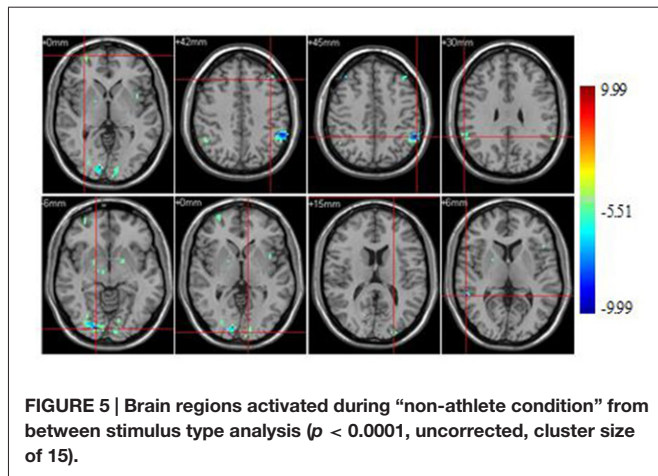 +0mm
+42mm
+45mm
+30mm
9.99
-5.51
-9.99
-6mm
+0mm
+15mm
+6mm
FIGURE 5 | Brain regions activated during “non-athlete condition” from
between stimulus type analysis (p < 0.0001, uncorrected, cluster size
of 15).